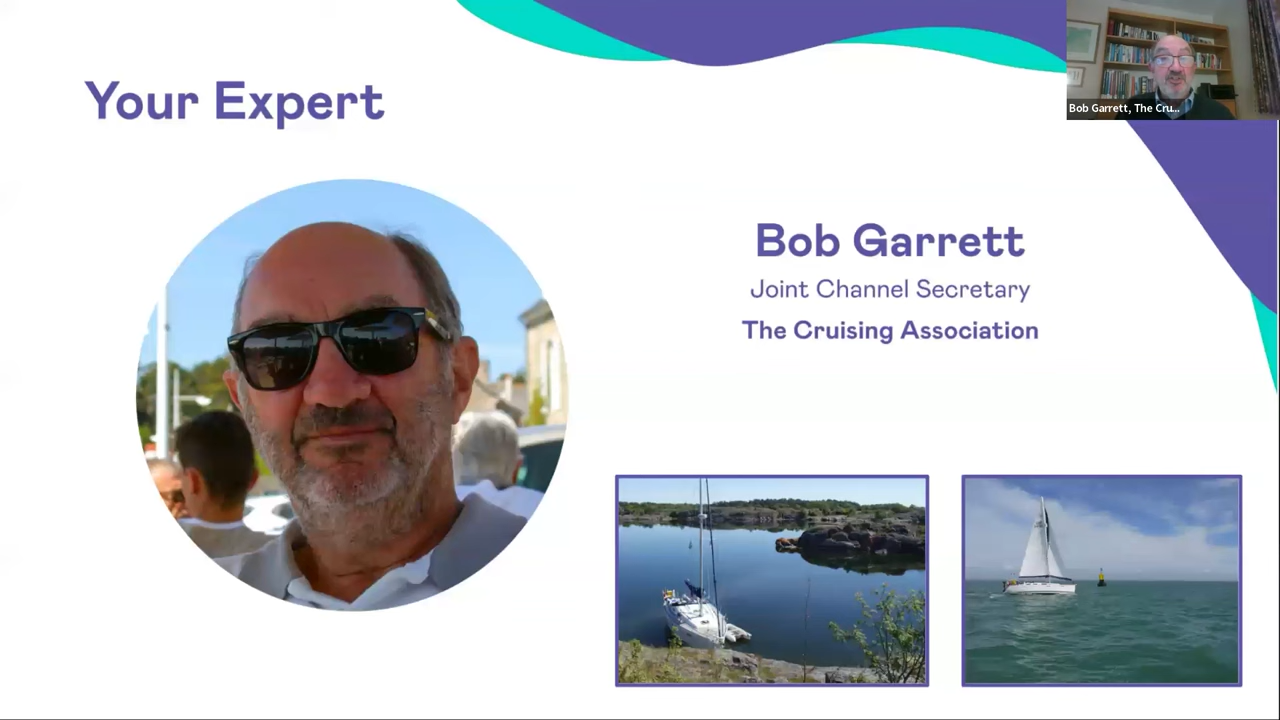 Your Expert
Bob Garrett, The Cru...
Bob Garrett
Joint Channel Secretary
The Cruising Association